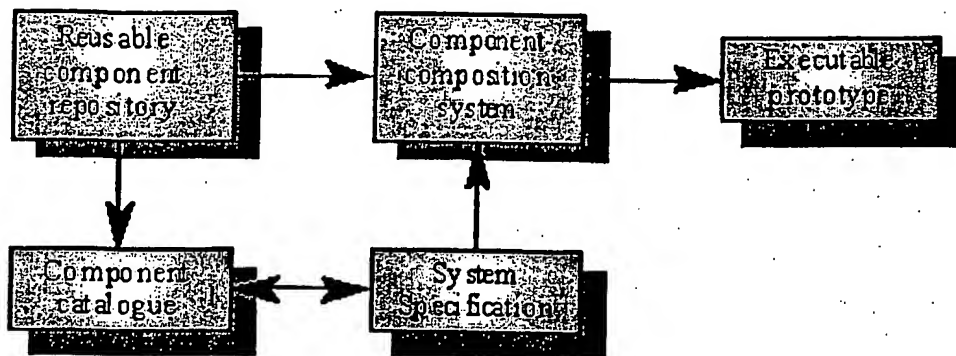 Reusable
component
repository
Component
composition
system
Executable
prototype
Component
catalogue
System
Specification